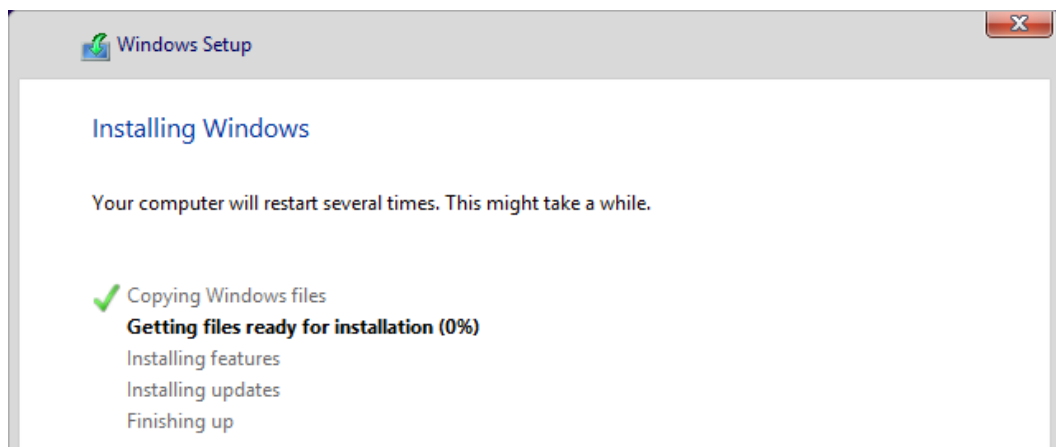 Windows Setup
Installing Windows
Your computer will restart several times. This might take a while.
Copying Windows files
Getting files ready for installation (0%)
Installing features
Installing updates
Finishing up